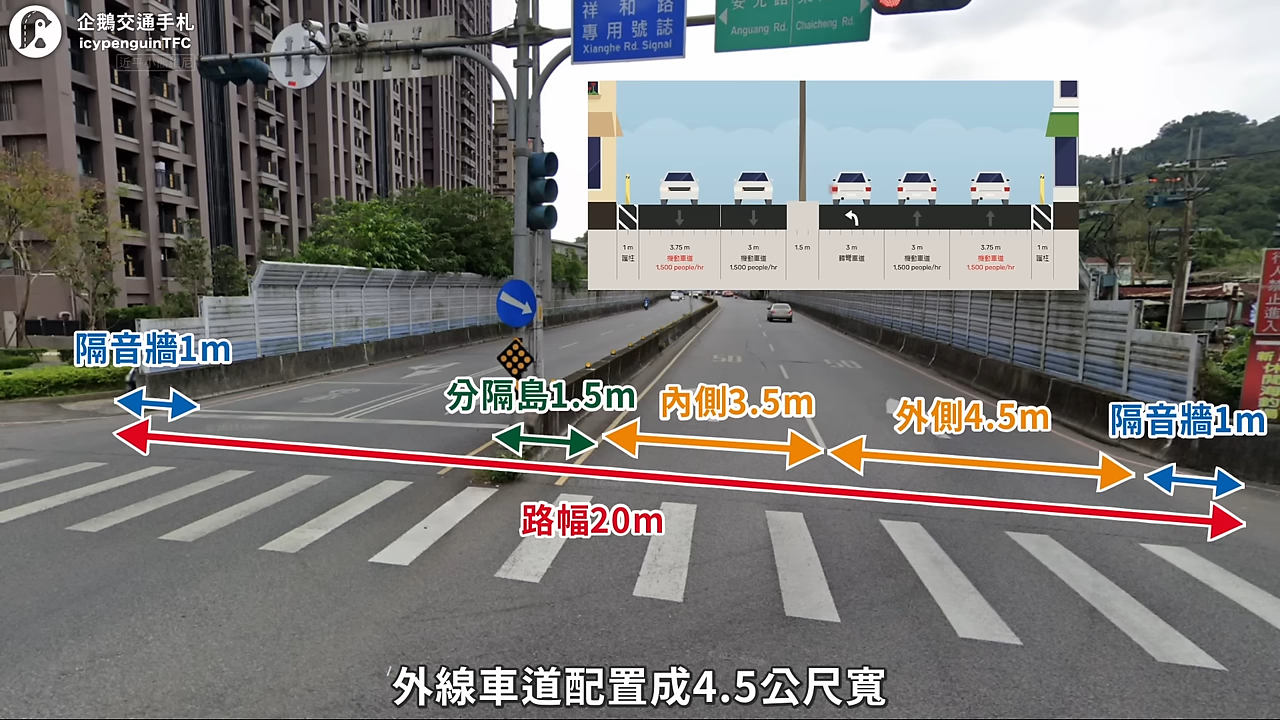 企鵝交通手札
icypenguinTFC
祥和路
專用號誌
Xianghe Rd. Signal
安光路
Anguang Rd.
Chaicheng Rd.
1 m
護柱
3.75 m
機動車道
1,500 people/hr
3 m
機動車道
1,500 people/hr
1.5 m
3 m
轉彎車道
3 m
機動車道
1,500 people/hr
3.75 m
機動車道
1,500 people/hr
1 m
護柱
50
50
隔音牆1m
分隔島1.5m
內側3.5m
外側4.5m
隔音牆1m
路幅20m
外線車道配置成4.5公尺寬